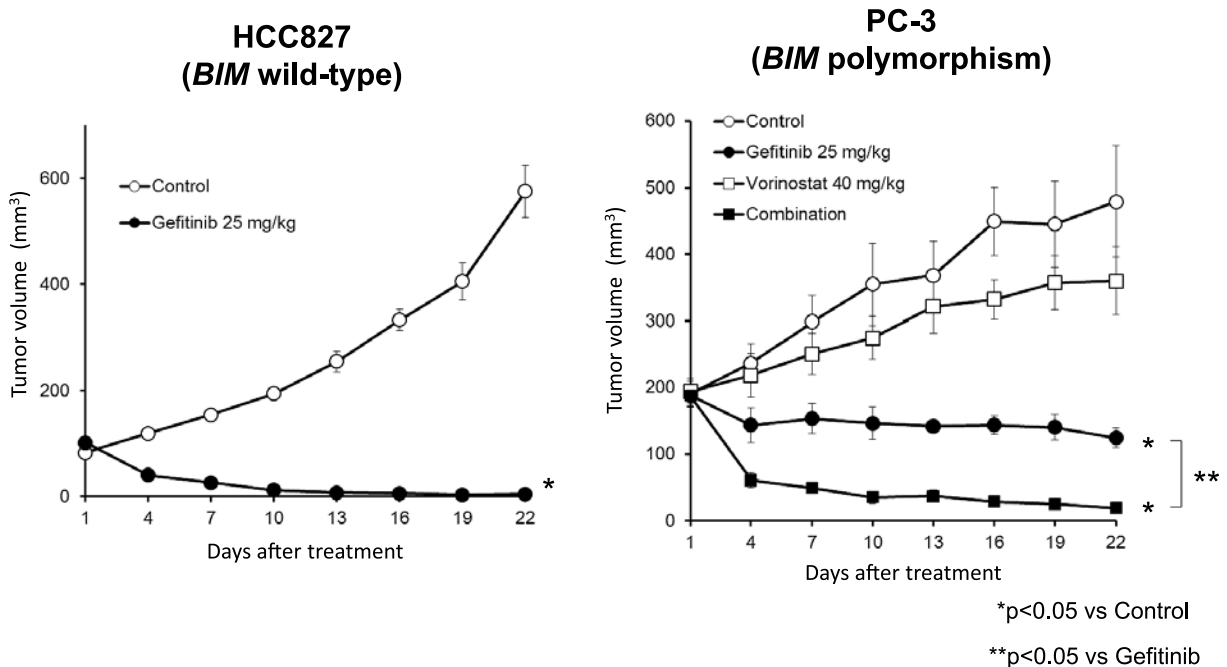 HCC827
(BIM wild-type)
Tumor volume (mm³)
600
400
200
0
Control
Gefitinib 25 mg/kg
*
1 4 7 10 13 16 19 22
Days after treatment
PC-3
(BIM polymorphism)
Tumor volume (mm³)
600
500
400
300
200
100
0
Control
Gefitinib 25 mg/kg
Vorinostat 40 mg/kg
Combination
*
**
*
1 4 7 10 13 16 19 22
Days after treatment
*p<0.05 vs Control
**p<0.05 vs Gefitinib